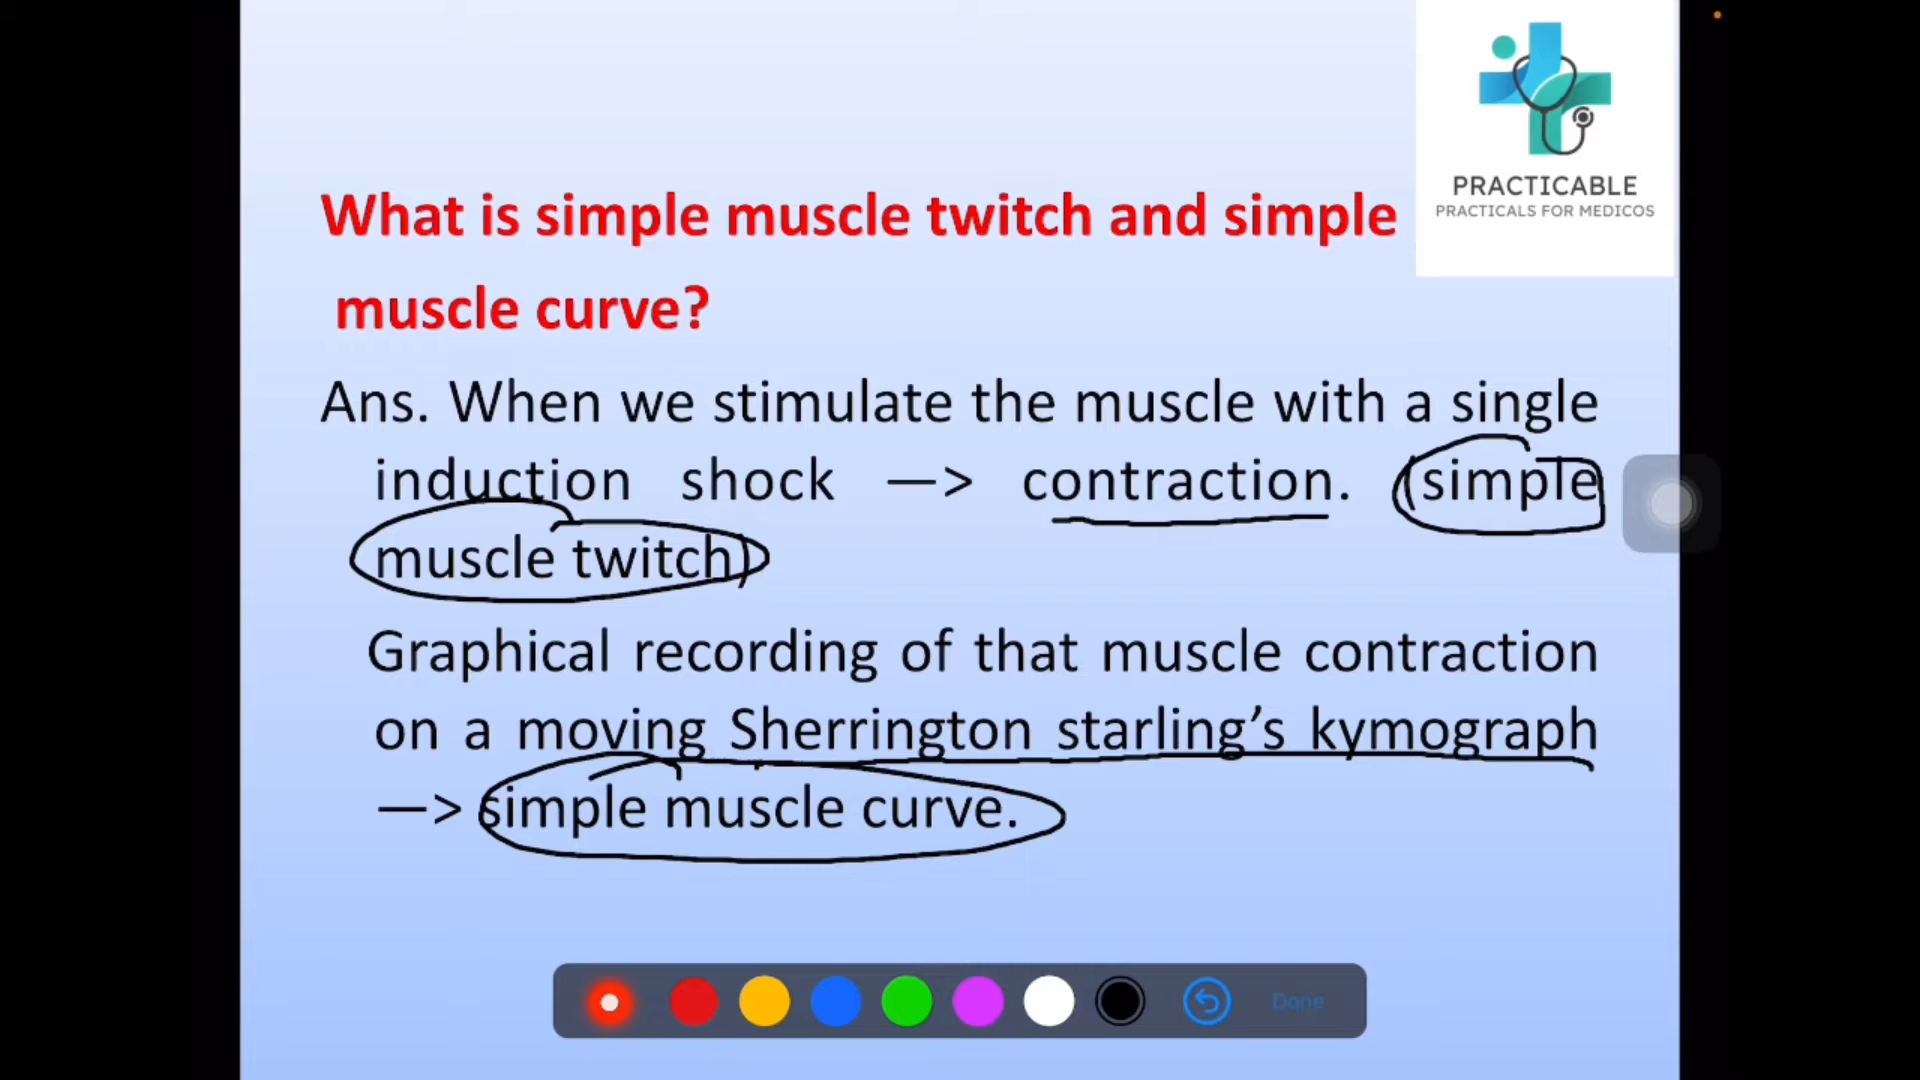 PRACTICABLE
PRACTICALS FOR MEDICOS
What is simple muscle twitch and simple
muscle curve?
Ans. When we stimulate the muscle with a single
induction shock —> contraction. (simple
muscle twitch)
Graphical recording of that muscle contraction
on a moving Sherrington starling’s kymograph
—> simple muscle curve.
Done